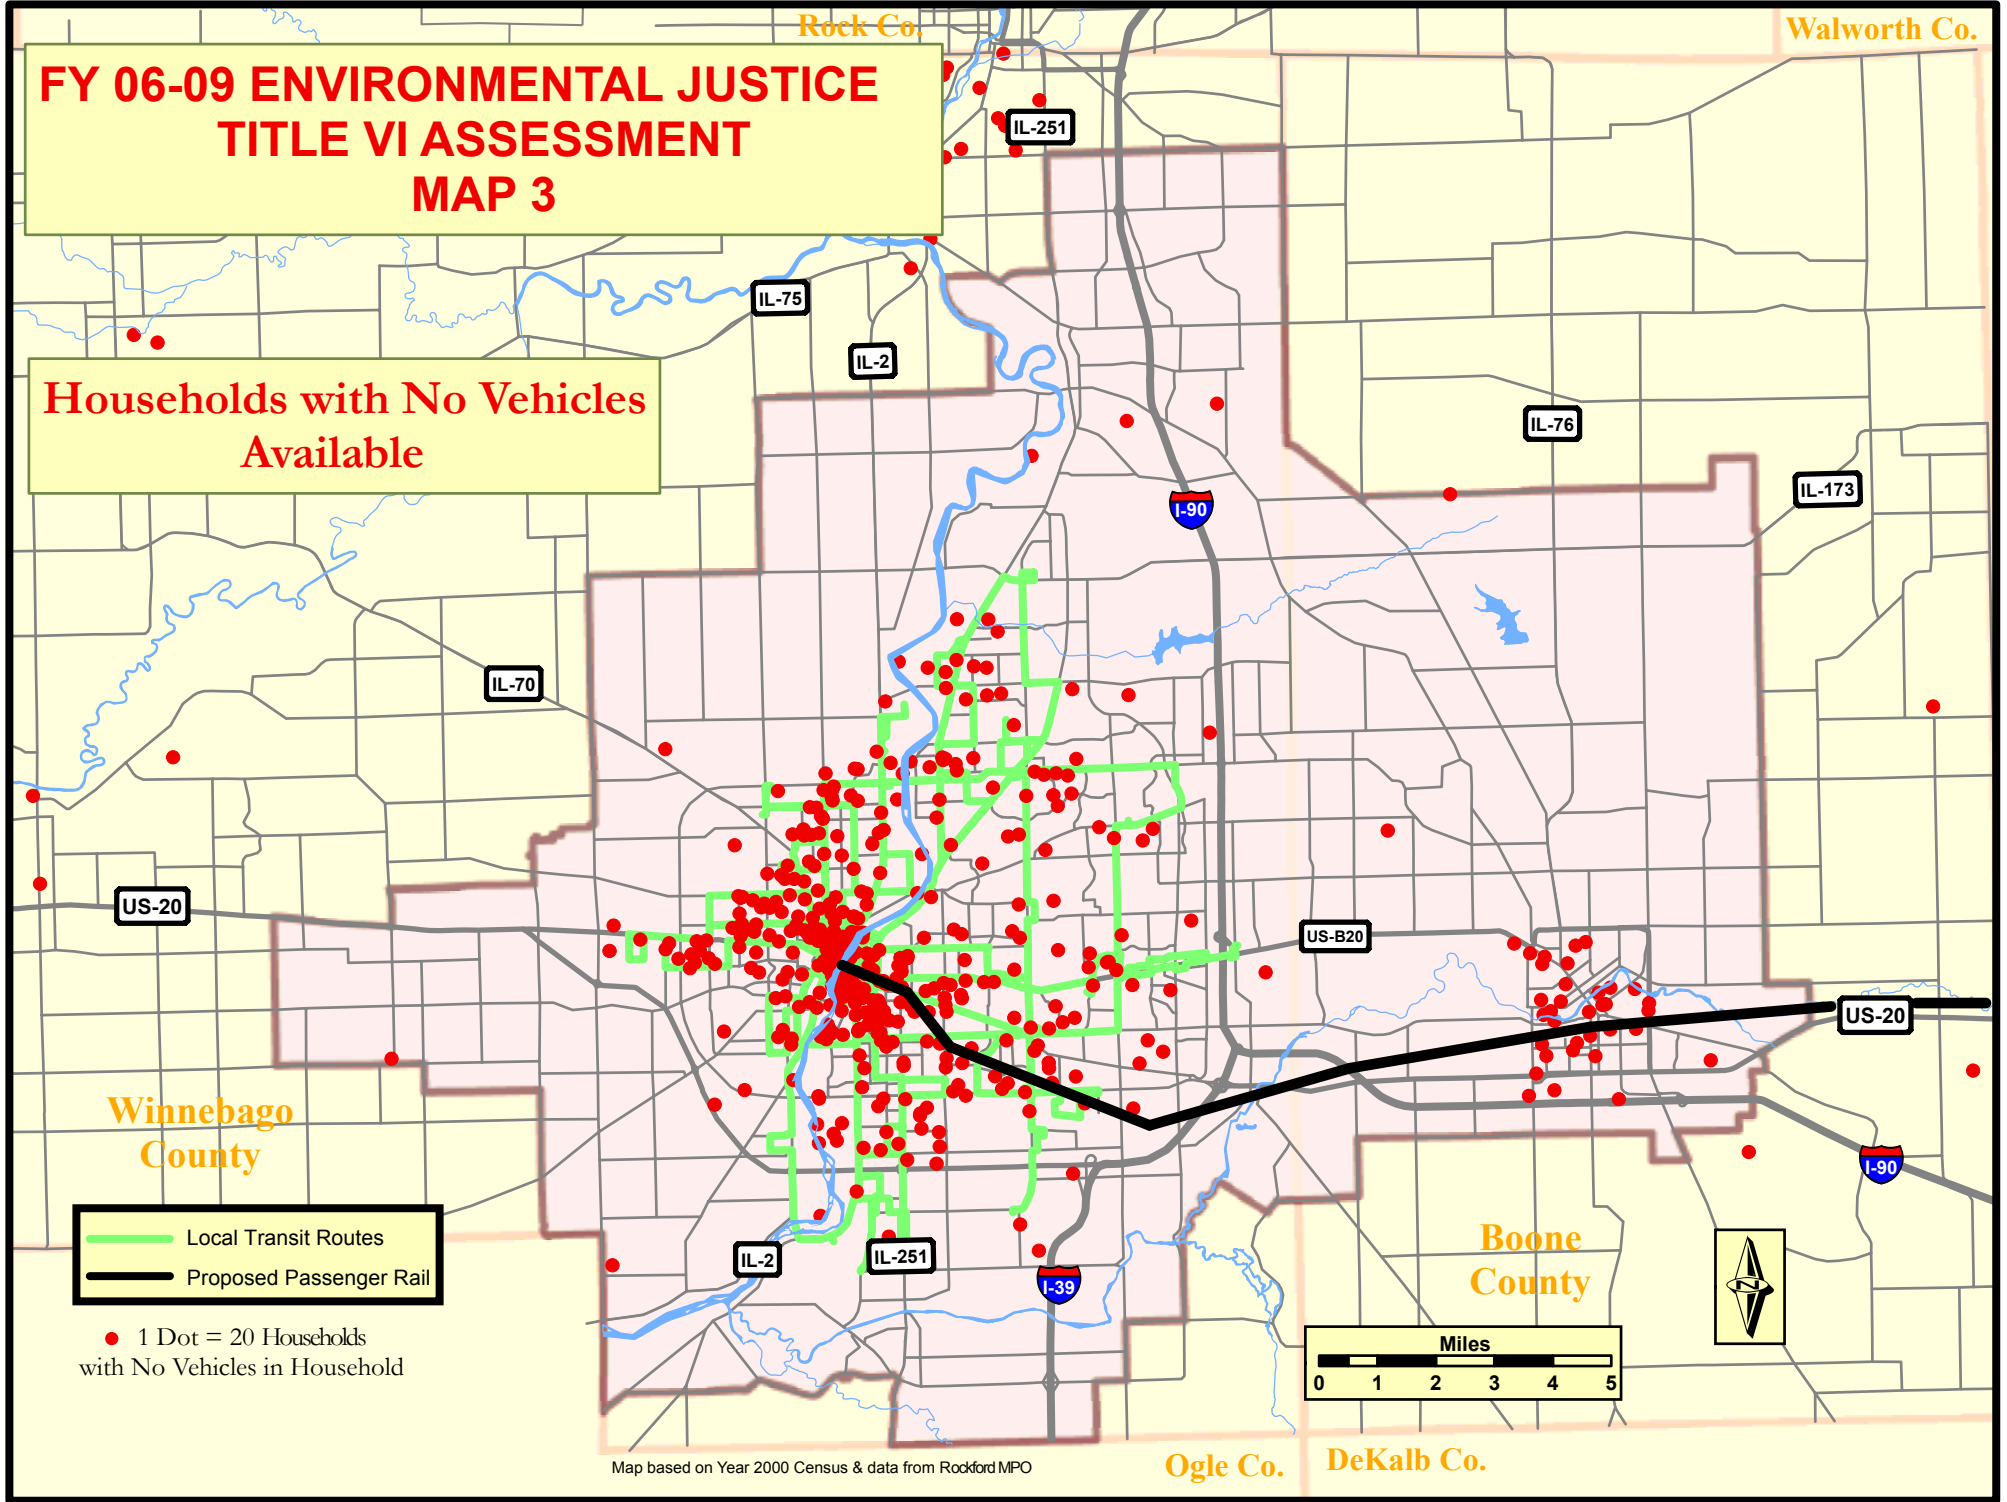 Rock Co.
Walworth Co.
FY 06-09 ENVIRONMENTAL JUSTICE
TITLE VI ASSESSMENT
MAP 3
IL-251
IL-75
IL-2
Households with No Vehicles
Available
IL-76
IL-173
I-90
IL-70
US-20
US-B20
US-20
Winnebago
County
I-90
Local Transit Routes
Proposed Passenger Rail
IL-2
IL-251
I-39
Boone
County
N
1 Dot = 20 Households
with No Vehicles in Household
Miles
0 1 2 3 4 5
Map based on Year 2000 Census & data from Rockford MPO
Ogle Co.
DeKalb Co.